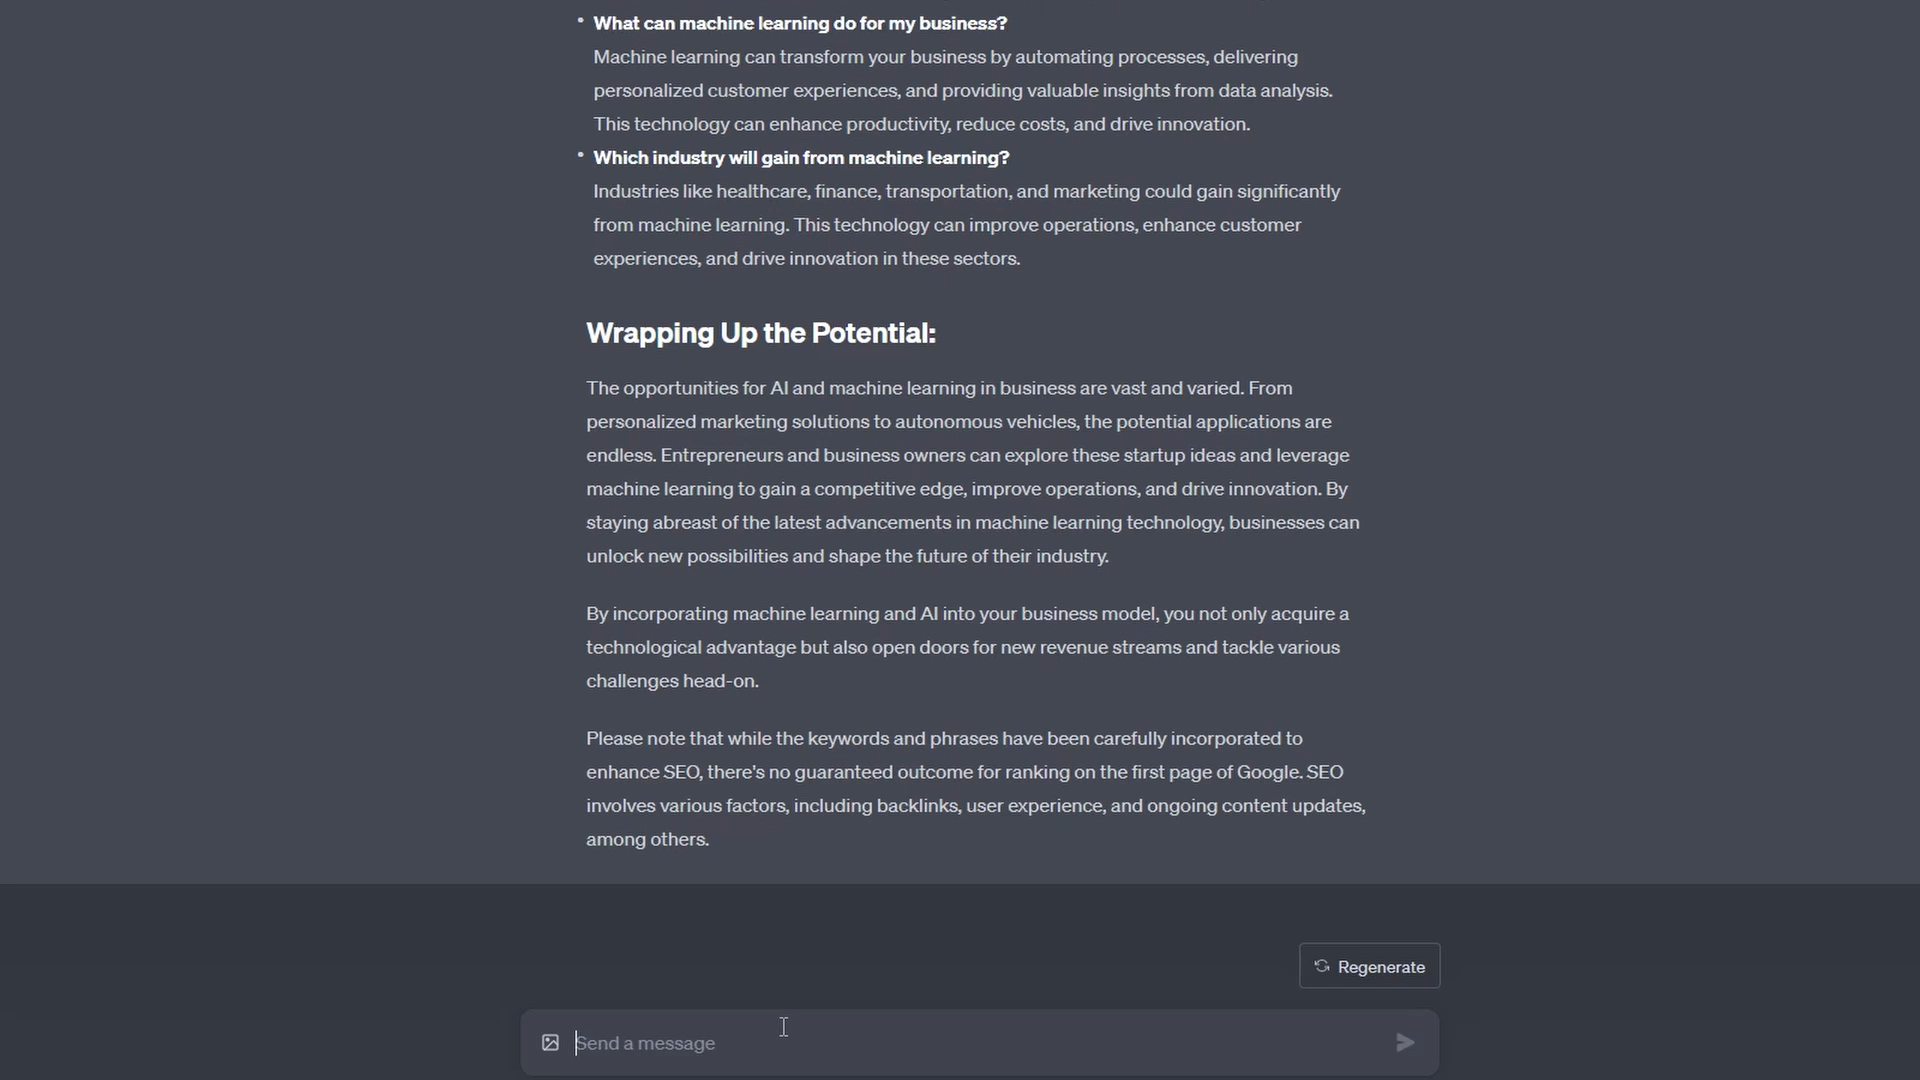 • What can machine learning do for my business?
Machine learning can transform your business by automating processes, delivering
personalized customer experiences, and providing valuable insights from data analysis.
This technology can enhance productivity, reduce costs, and drive innovation.
• Which industry will gain from machine learning?
Industries like healthcare, finance, transportation, and marketing could gain significantly
from machine learning. This technology can improve operations, enhance customer
experiences, and drive innovation in these sectors.
Wrapping Up the Potential:
The opportunities for AI and machine learning in business are vast and varied. From
personalized marketing solutions to autonomous vehicles, the potential applications are
endless. Entrepreneurs and business owners can explore these startup ideas and leverage
machine learning to gain a competitive edge, improve operations, and drive innovation. By
staying abreast of the latest advancements in machine learning technology, businesses can
unlock new possibilities and shape the future of their industry.
By incorporating machine learning and AI into your business model, you not only acquire a
technological advantage but also open doors for new revenue streams and tackle various
challenges head-on.
Please note that while the keywords and phrases have been carefully incorporated to
enhance SEO, there's no guaranteed outcome for ranking on the first page of Google. SEO
involves various factors, including backlinks, user experience, and ongoing content updates,
among others.
Regenerate
Send a message